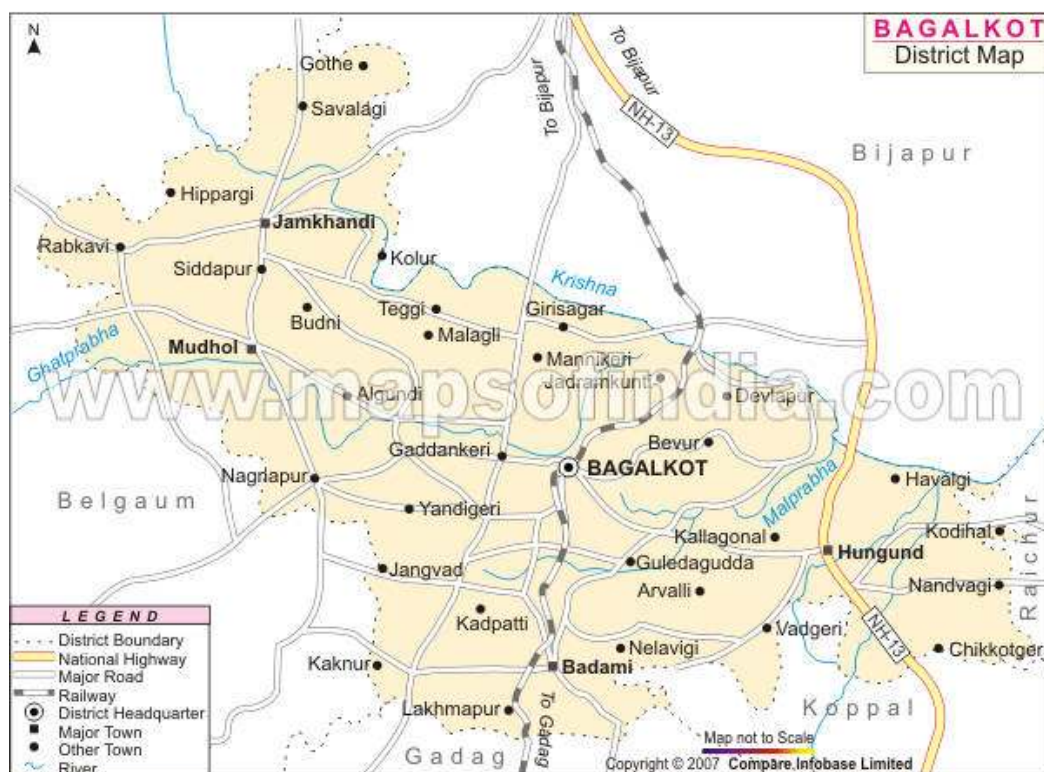 N
BAGALKOT
District Map
Gothe
To Bijapur
To Bijapur
Savalagi
NH-13
Bijapur
Hippargi
Jamkhandi
Rabkavi
Kolur
Siddapur
Krishna
Teggi
Girisagar
Budni
Malagli
Ghatprabha
Mudhol
Mannikeri
Jadramkunti
www.mapsofindia.com
Algundi
Devlapur
Bevur
Gaddankeri
BAGALKOT
Nagrlapur
Havalgi
Belgaum
Malprabha
Yandigeri
Kallagonal
Kodihal
Hungund
Raichur
Jangvad
Guledagudda
Arvalli
Nandvagi
LEGEND
District Boundary
National Highway
Major Road
Railway
District Headquarter
Major Town
Other Town
River
Kadpatti
Vadgeri
NH-13
Nelavigi
Chikkotger
Kaknur
Badami
Lakhmapur
To Gadag
Koppal
Gadag
Map not to Scale
Copyright © 2007 Compare Infobase Limited